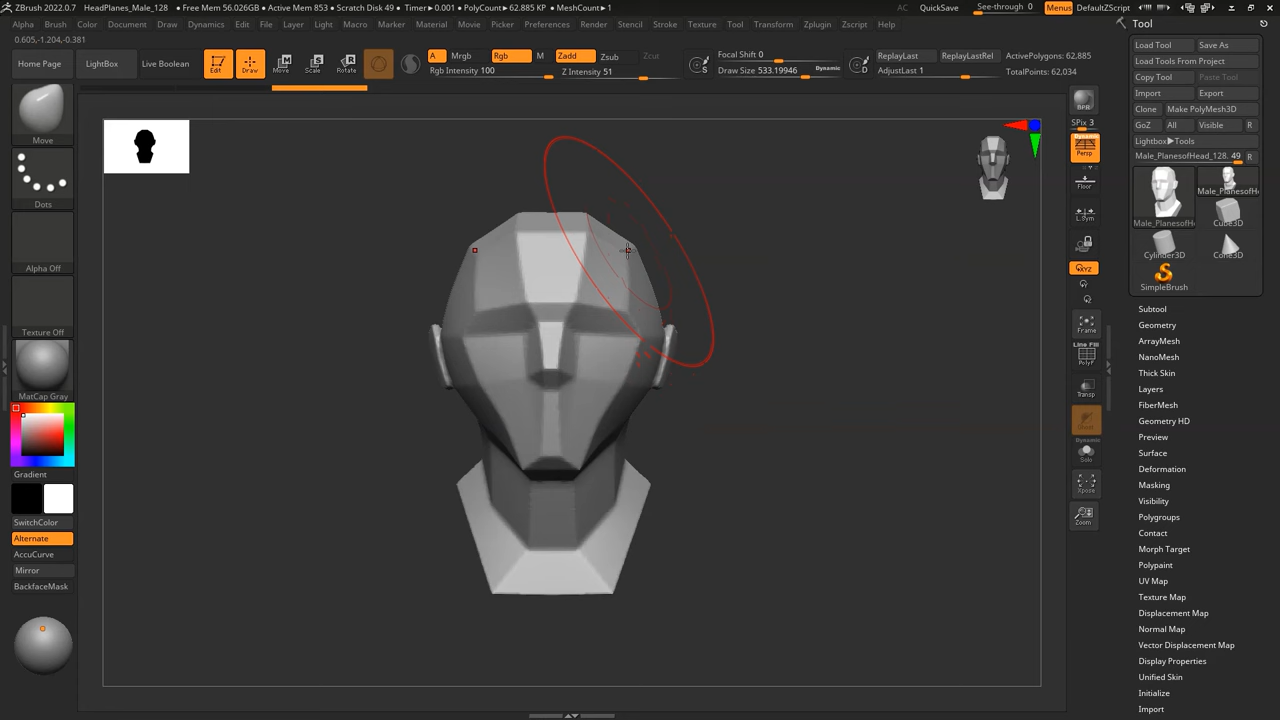 ZBrush 2022.0.7 HeadPlanes_Male_128 • Free Mem 56.026GB • Active Mem 853 • Scratch Disk 49 • Timer▶0.001 • PolyCount▶62.885 KP • MeshCount▶1 AC QuickSave See-through 0 Menus DefaultZScript
Alpha Brush Color Document Draw Dynamics Edit File Layer Light Macro Marker Material Movie Picker Preferences Render Stencil Stroke Texture Tool Transform Zplugin Zscript Help
0.605,-1.204,-0.381
Home Page LightBox Live Boolean Edit Draw Move Scale Rotate
A Mrgb Rgb M Zadd Zsub Zcut
Rgb Intensity 100 Z Intensity 51
Focal Shift 0
Draw Size 533.19946 Dynamic
S
D
ReplayLast ReplayLastRel
AdjustLast 1
ActivePolygons: 62,885
TotalPoints: 62,034
Move
Dots
Alpha Off
Texture Off
MatCap Gray
Gradient
SwitchColor
Alternate
AccuCurve
Mirror
BackfaceMask
BPR
SPix 3
Dynamic
Persp
Floor
L.Sym
XYZ
Frame
Line Fill
PolyF
Transp
Ghost
Dynamic
Solo
Xpose
Zoom
Tool
Load Tool Save As
Load Tools From Project
Copy Tool Paste Tool
Import Export
Clone Make PolyMesh3D
GoZ All Visible R
Lightbox▶Tools
Male_PlanesofHead_128. 49 R
Male_PlanesofHe Male_PlanesofHe
Cube3D
Cylinder3D Cone3D
SimpleBrush
Subtool
Geometry
ArrayMesh
NanoMesh
Thick Skin
Layers
FiberMesh
Geometry HD
Preview
Surface
Deformation
Masking
Visibility
Polygroups
Contact
Morph Target
Polypaint
UV Map
Texture Map
Displacement Map
Normal Map
Vector Displacement Map
Display Properties
Unified Skin
Initialize
Import